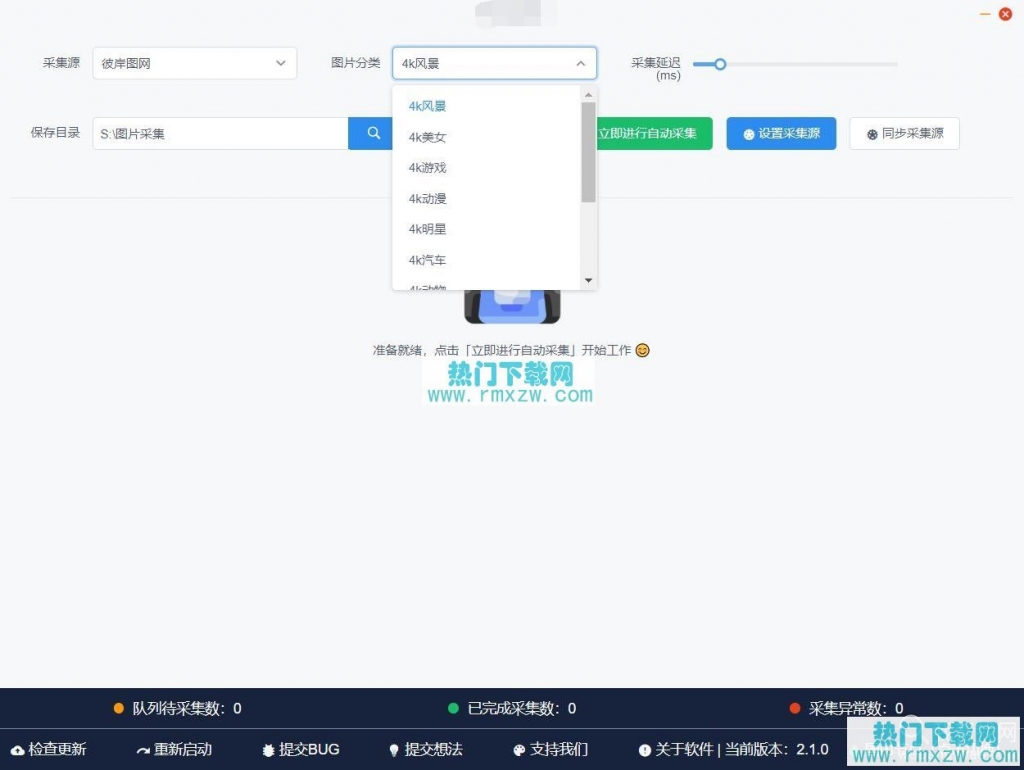 采集源
彼岸图网
图片分类
4k风景
采集延迟
(ms)
4k风景
4k美女
4k游戏
4k动漫
4k明星
4k汽车
4k动物
保存目录
S:\图片采集
立即进行自动采集
设置采集源
同步采集源
准备就绪，点击「立即进行自动采集」开始工作
热门下载网
www.rmxzw.com
队列待采集数：0
已完成采集数：0
采集异常数：0
检查更新
重新启动
提交BUG
提交想法
支持我们
关于软件 | 当前版本：2.1.0
热门下载网
www.rmxzw.com